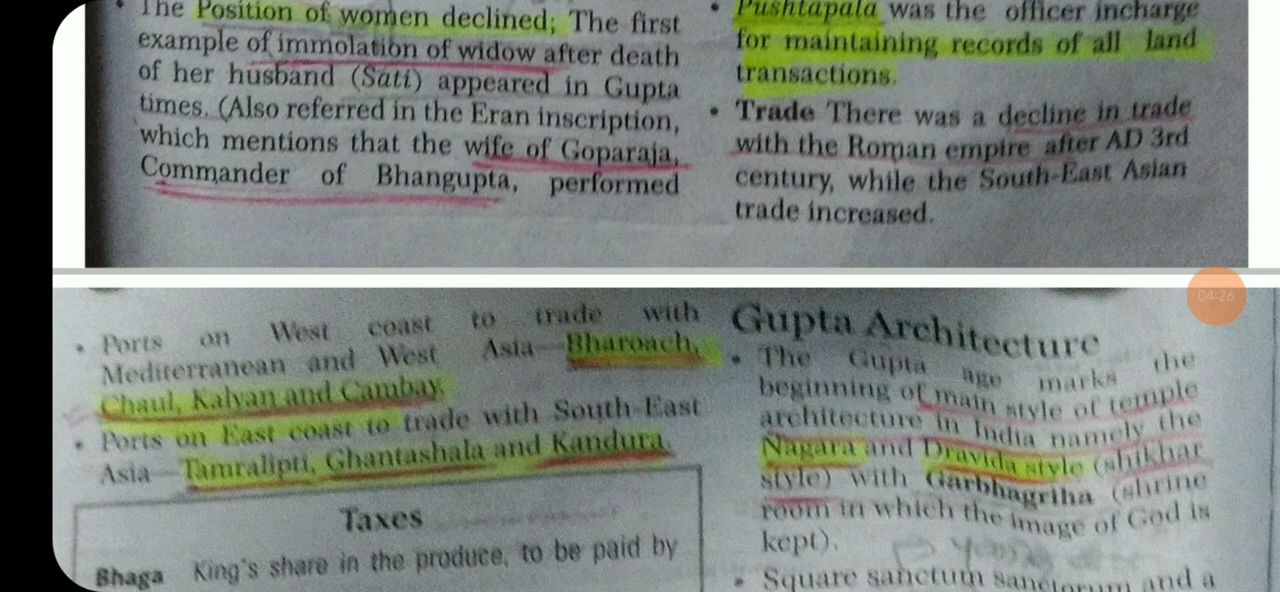 The Position of women declined; The first
example of immolation of widow after death
of her husband (Sati) appeared in Gupta
times. (Also referred in the Eran inscription,
which mentions that the wife of Goparaja,
Commander of Bhangupta, performed
Pushtapala was the officer incharge
for maintaining records of all land
transactions.
• Trade There was a decline in trade
with the Roman empire after AD 3rd
century, while the South-East Asian
trade increased.
04:26
• Ports on West coast to trade with
Mediterranean and West Asia—Bharoach,
Chaul, Kalyan and Cambay.
• Ports on East coast to trade with South-East
Asia—Tamralipti, Ghantashala and Kandura.
Taxes
Bhaga King's share in the produce, to be paid by
Gupta Architecture
• The Gupta age marks the
beginning of main style of temple
architecture in India namely the
Nagara and Dravida style (shikhar
style) with Garbhagriha (shrine
room in which the image of God is
kept).
• Square sanctum sanctorum and a